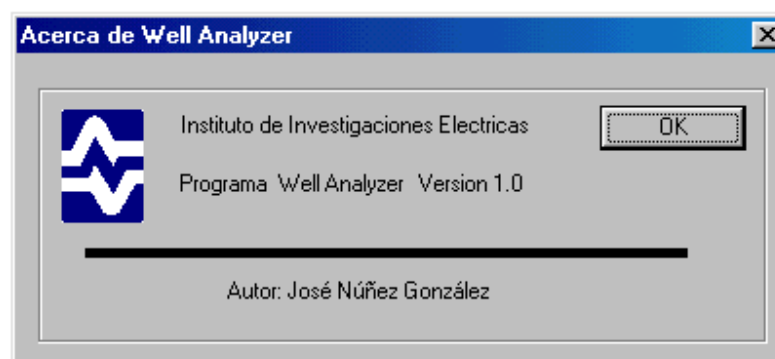 Acerca de Well Analyzer
Instituto de Investigaciones Electricas
OK
Programa Well Analyzer Version 1.0
Autor: José Núñez González